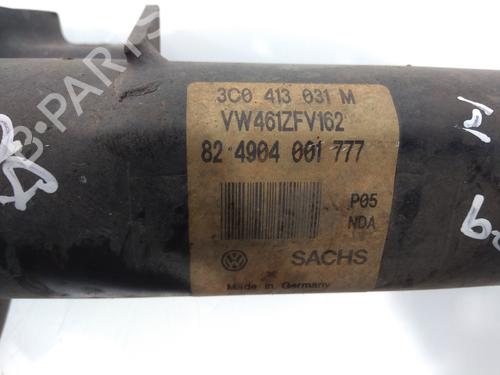 3C0 413 031 M
VW461ZFV162
82 4904 001 777
P05
NDA
SACHS
Made in Germany